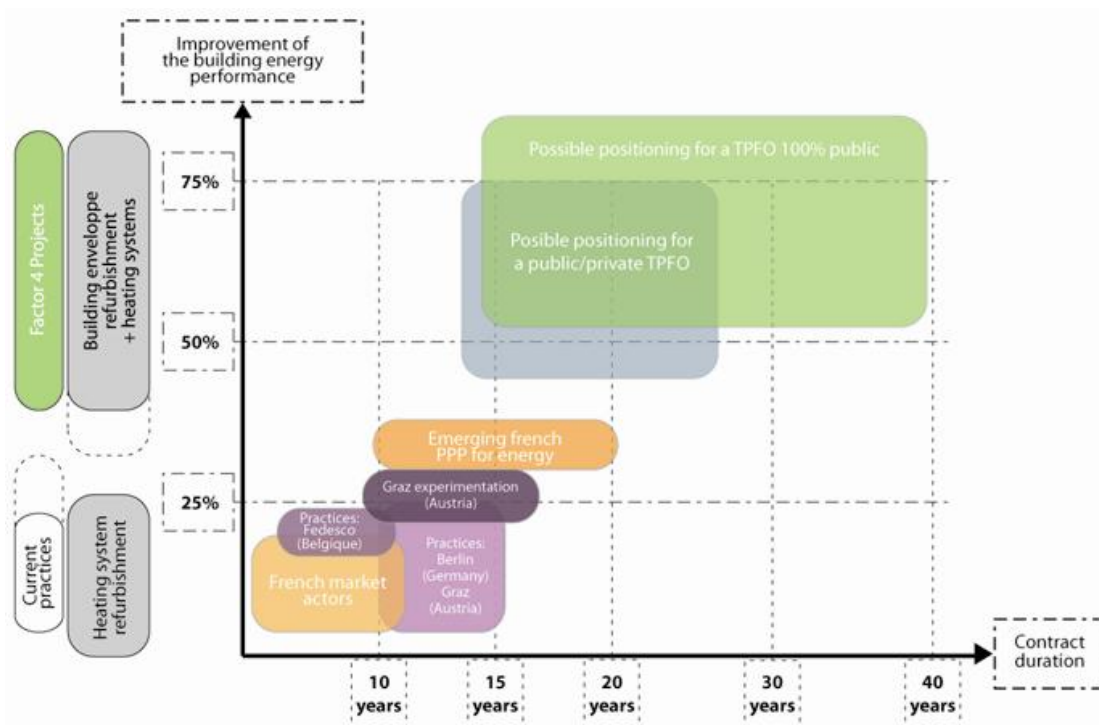 Improvement of
the building energy
performance
Factor 4 Projects
Building enveloppe
refurbishment
+ heating systems
75%
50%
25%
Current
practices
Heating system
refurbishment
Possible positioning for a TPFO 100% public
Posible positioning for
a public/private TPFO
Emerging french
PPP for energy
Graz experimentation
(Austria)
Practices:
Fedesco
(Belgique)
French market
actors
Practices:
Berlin
(Germany)
Graz
(Austria)
Contract
duration
10
years
15
years
20
years
30
years
40
years